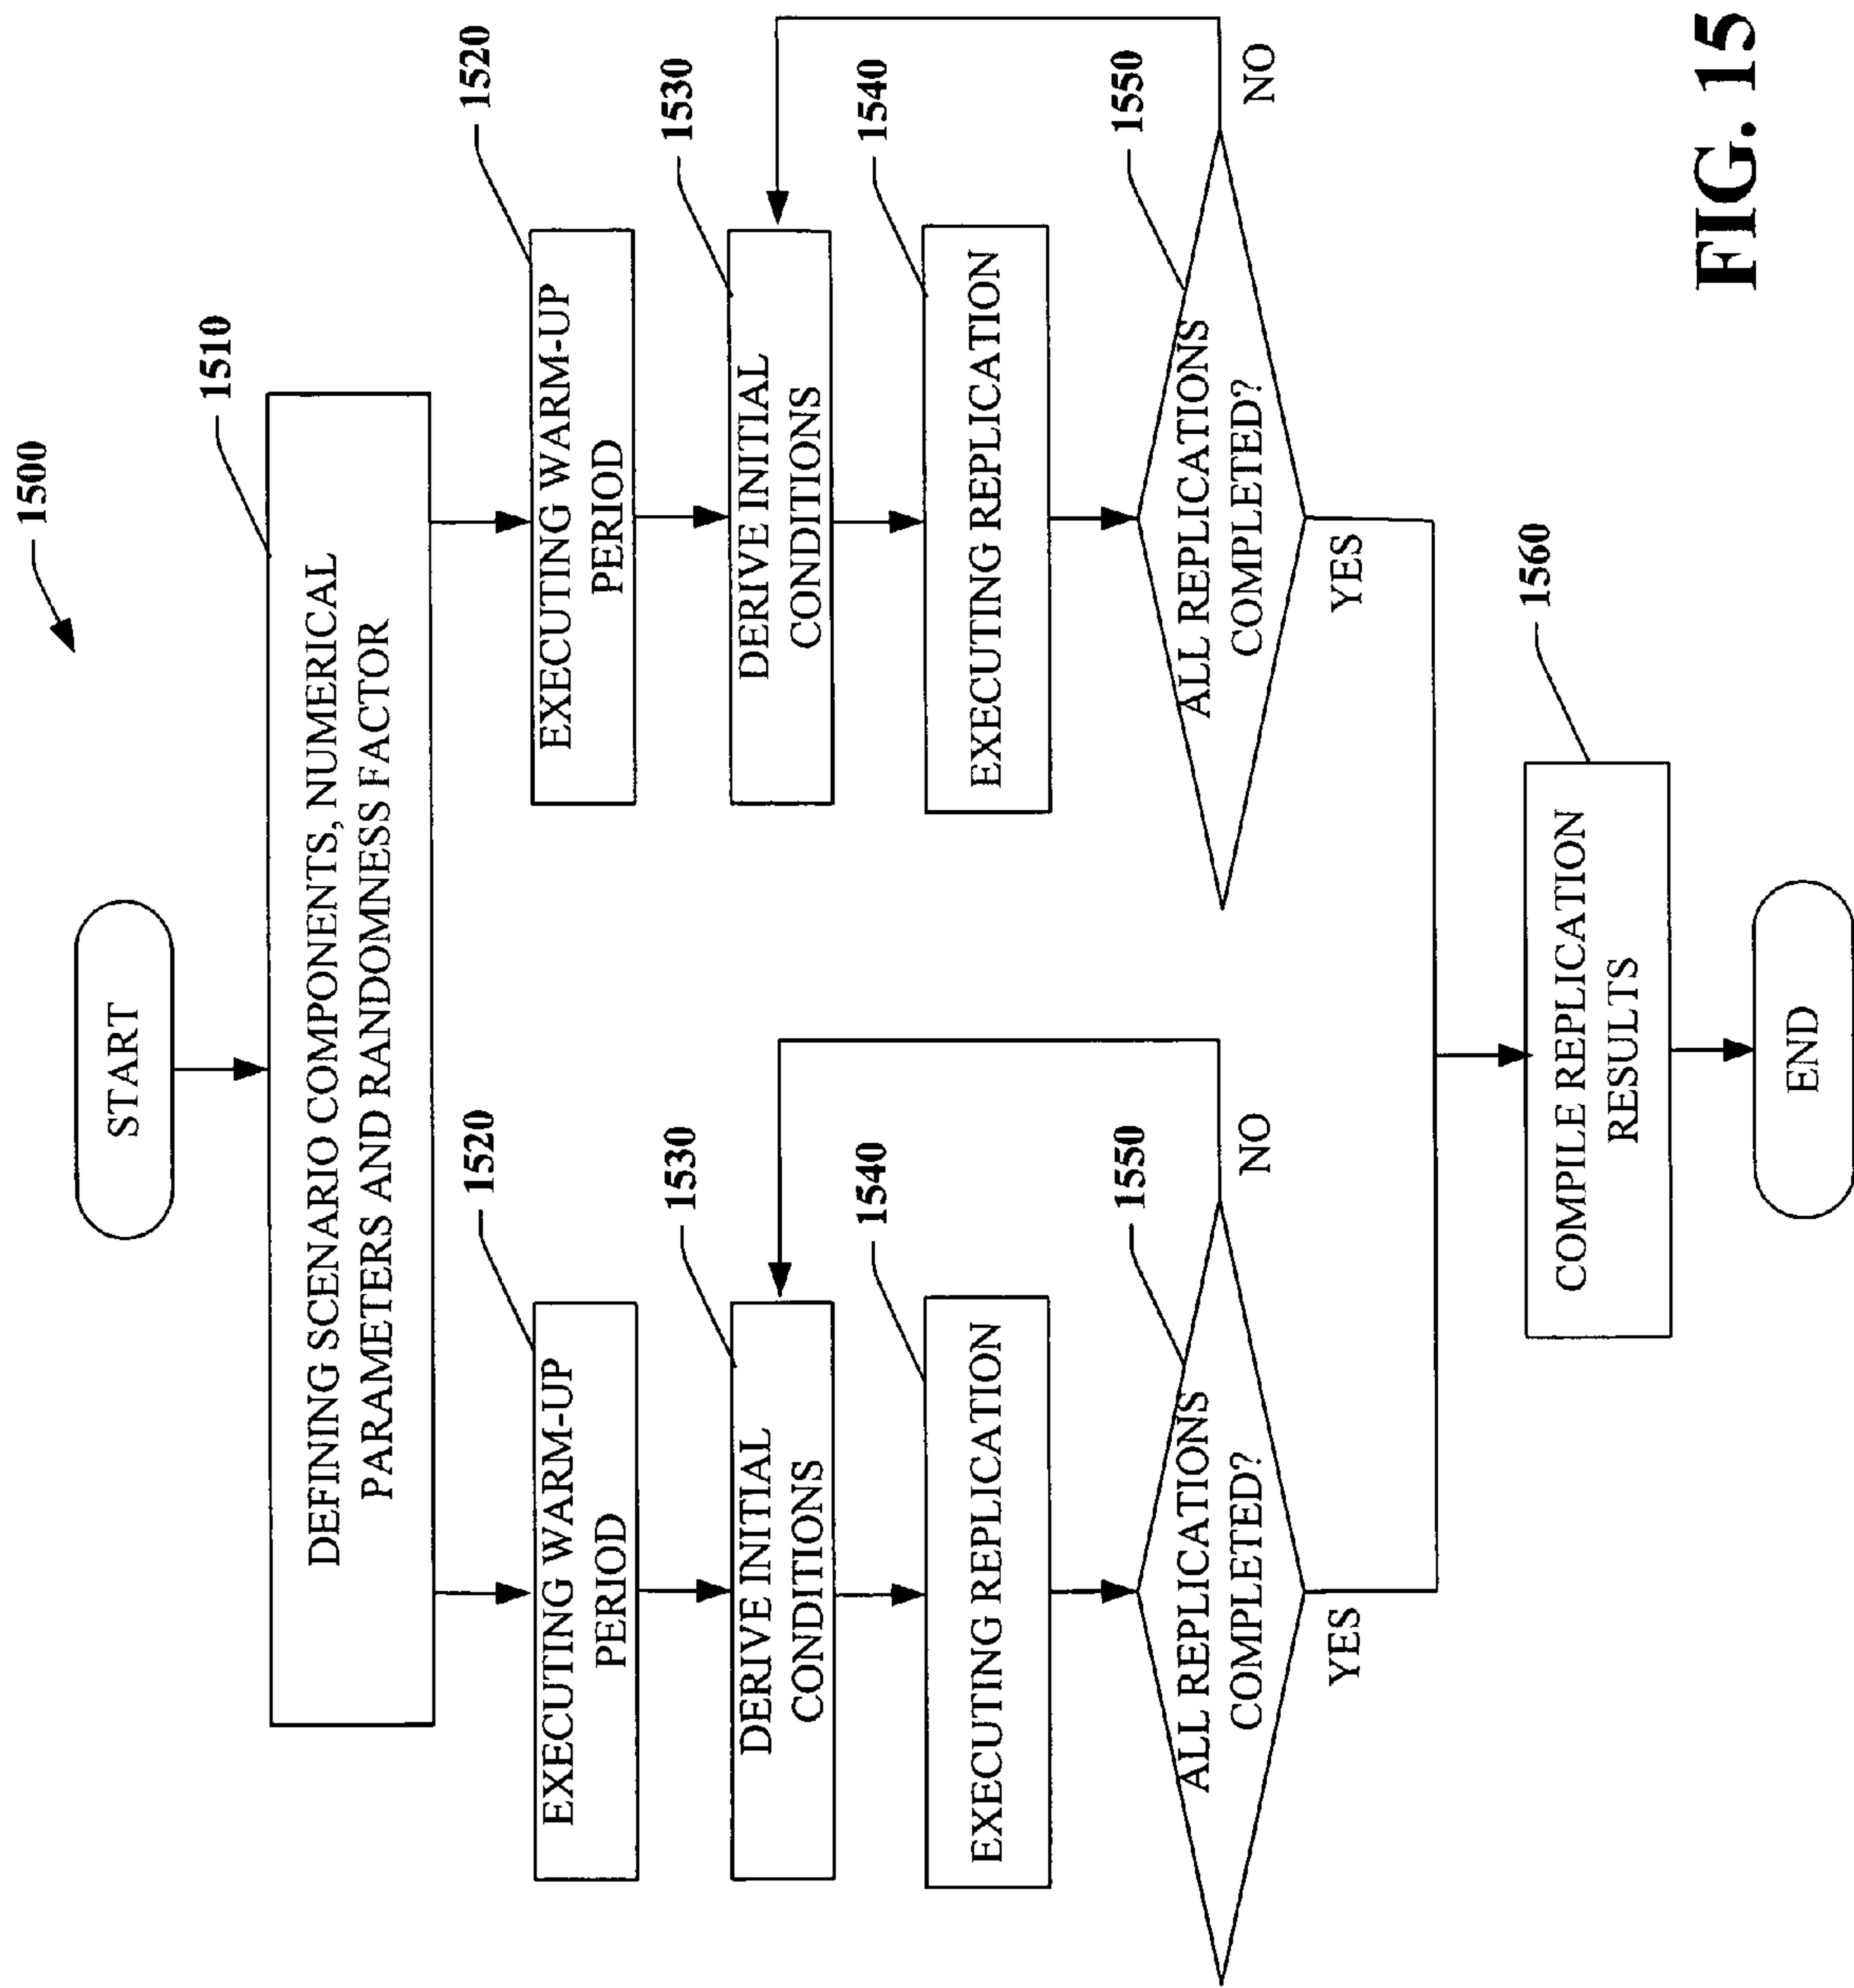 1500
START
1510
DEFINING SCENARIO COMPONENTS, NUMERICAL
PARAMETERS AND RANDOMNESS FACTOR
1520
EXECUTING WARM-UP
PERIOD
1530
DERIVE INITIAL
CONDITIONS
1540
EXECUTING REPLICATION
1550
ALL REPLICATIONS
COMPLETED?
NO
YES
1520
EXECUTING WARM-UP
PERIOD
1530
DERIVE INITIAL
CONDITIONS
1540
EXECUTING REPLICATION
1550
ALL REPLICATIONS
COMPLETED?
NO
YES
1560
COMPILE REPLICATION
RESULTS
END
FIG. 15